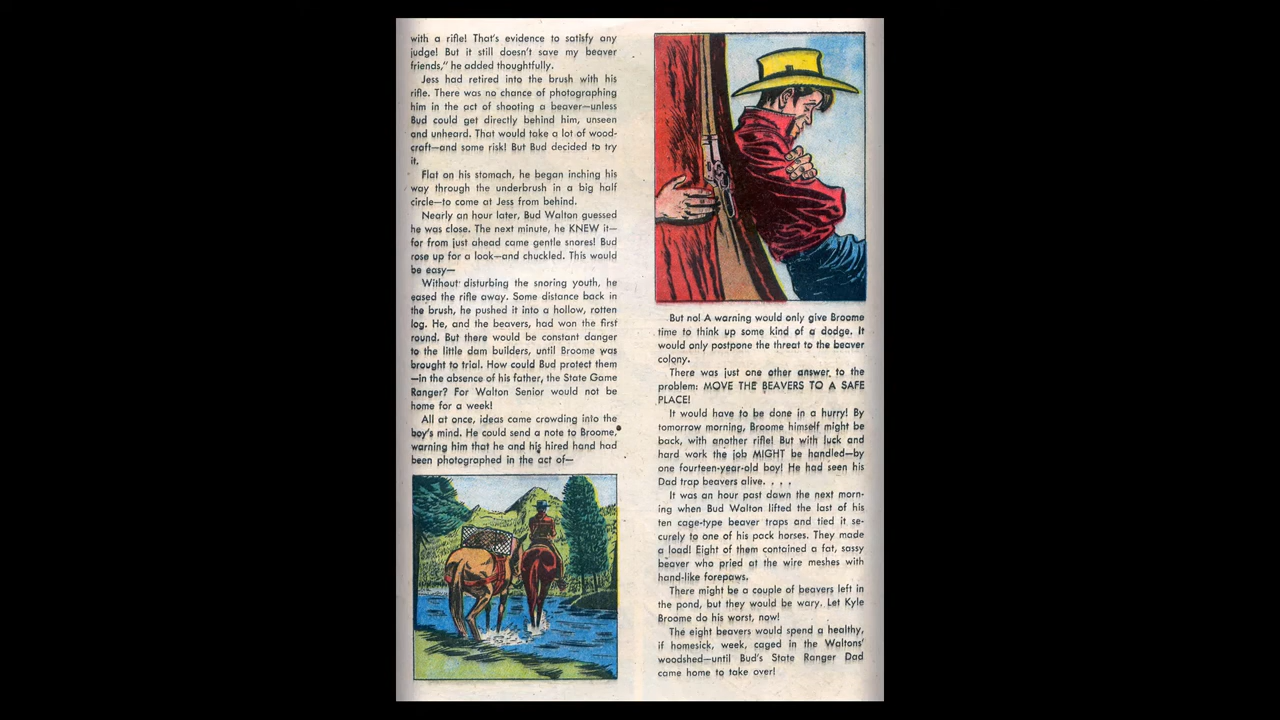 with a rifle! That's evidence to satisfy any
judge! But it still doesn't save my beaver
friends," he added thoughtfully.
Jess had retired into the brush with his
rifle. There was no chance of photographing
him in the act of shooting a beaver—unless
Bud could get directly behind him, unseen
and unheard. That would take a lot of wood-
craft—and some risk! But Bud decided to try
it.
Flat on his stomach, he began inching his
way through the underbrush in a big half
circle—to come at Jess from behind.
Nearly an hour later, Bud Walton guessed
he was close. The next minute, he KNEW it—
for from just ahead came gentle snores! Bud
rose up for a look—and chuckled. This would
be easy—
Without disturbing the snoring youth, he
eased the rifle away. Some distance back in
the brush, he pushed it into a hollow, rotten
log. He, and the beavers, had won the first
round. But there would be constant danger
to the little dam builders, until Broome was
brought to trial. How could Bud protect them
—in the absence of his father, the State Game
Ranger? For Walton Senior would not be
home for a week!
All at once, ideas came crowding into the
boy's mind. He could send a note to Broome,
warning him that he and his hired hand had
been photographed in the act of—
But no! A warning would only give Broome
time to think up some kind of a dodge. It
would only postpone the threat to the beaver
colony.
There was just one other answer to the
problem: MOVE THE BEAVERS TO A SAFE
PLACE!
It would have to be done in a hurry! By
tomorrow morning, Broome himself might be
back, with another rifle! But with luck and
hard work the job MIGHT be handled—by
one fourteen-year-old boy! He had seen his
Dad trap beavers alive. . . .
It was an hour past dawn the next morn-
ing when Bud Walton lifted the last of his
ten cage-type beaver traps and tied it se-
curely to one of his pack horses. They made
a load! Eight of them contained a fat, sassy
beaver who pried at the wire meshes with
hand-like forepaws.
There might be a couple of beavers left in
the pond, but they would be wary. Let Kyle
Broome do his worst, now!
The eight beavers would spend a healthy,
if homesick, week, caged in the Waltons'
woodshed—until Bud's State Ranger Dad
came home to take over!